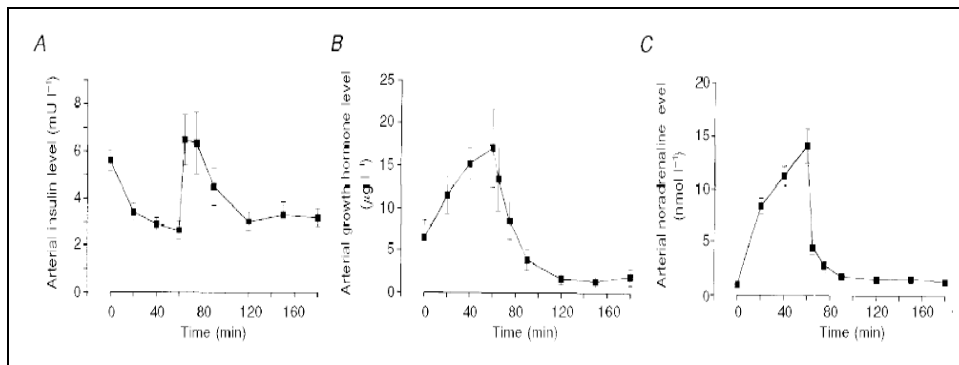 A
Arterial insulin level (mU l⁻¹)
8
6
4
2
0
0 40 80 120 160
Time (min)
B
Arterial growth hormone level
(μg l⁻¹)
25
20
15
10
5
0
0 40 80 120 160
Time (min)
C
Arterial noradrenaline level
(nmol l⁻¹)
20
15
10
5
0
0 40 80 120 160
Time (min)